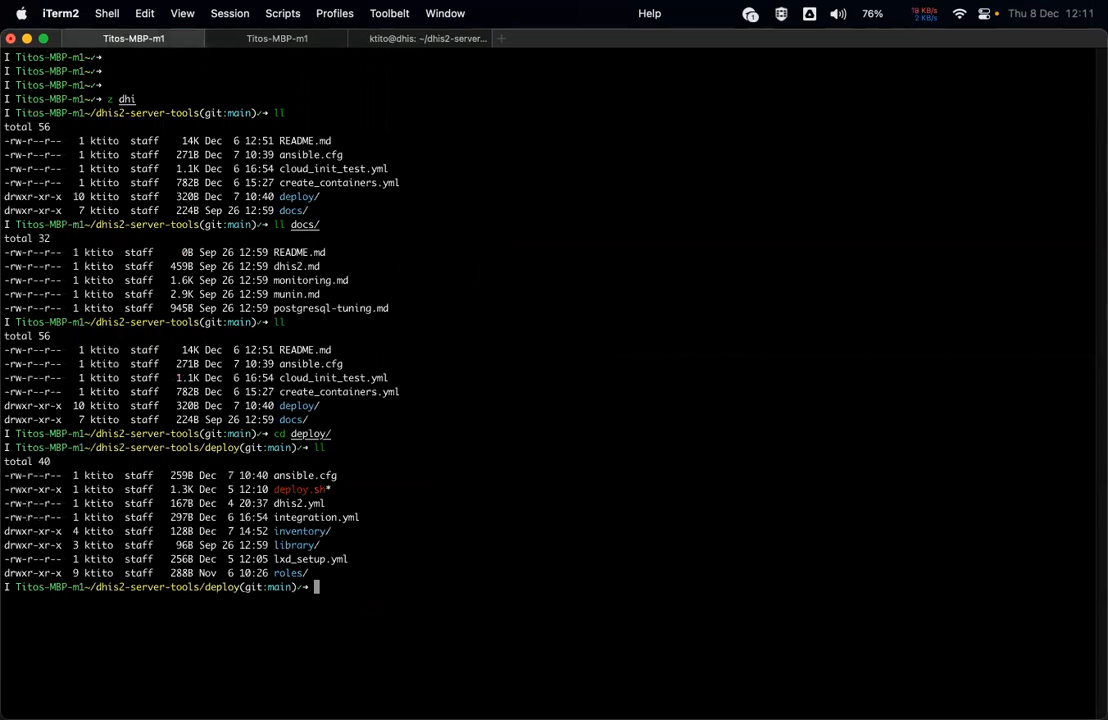 iTerm2 Shell Edit View Session Scripts Profiles Toolbelt Window Help 76% 18 KB/s 2 KB/s Thu 8 Dec 12:11
Titos-MBP-m1 Titos-MBP-m1 ktito@dhis: ~/dhis2-server... +
I Titos-MBP-m1~✓➜
I Titos-MBP-m1~✓➜
I Titos-MBP-m1~✓➜
I Titos-MBP-m1~✓➜ z dhi
I Titos-MBP-m1~/dhis2-server-tools(git:main)✓➜ ll
total 56
-rw-r--r-- 1 ktito staff 14K Dec 6 12:51 README.md
-rw-r--r-- 1 ktito staff 271B Dec 7 10:39 ansible.cfg
-rw-r--r-- 1 ktito staff 1.1K Dec 6 16:54 cloud_init_test.yml
-rw-r--r-- 1 ktito staff 782B Dec 6 15:27 create_containers.yml
drwxr-xr-x 10 ktito staff 320B Dec 7 10:40 deploy/
drwxr-xr-x 7 ktito staff 224B Sep 26 12:59 docs/
I Titos-MBP-m1~/dhis2-server-tools(git:main)✓➜ ll docs/
total 32
-rw-r--r-- 1 ktito staff 0B Sep 26 12:59 README.md
-rw-r--r-- 1 ktito staff 459B Sep 26 12:59 dhis2.md
-rw-r--r-- 1 ktito staff 1.6K Sep 26 12:59 monitoring.md
-rw-r--r-- 1 ktito staff 2.9K Sep 26 12:59 munin.md
-rw-r--r-- 1 ktito staff 945B Sep 26 12:59 postgresql-tuning.md
I Titos-MBP-m1~/dhis2-server-tools(git:main)✓➜ ll
total 56
-rw-r--r-- 1 ktito staff 14K Dec 6 12:51 README.md
-rw-r--r-- 1 ktito staff 271B Dec 7 10:39 ansible.cfg
-rw-r--r-- 1 ktito staff 1.1K Dec 6 16:54 cloud_init_test.yml
-rw-r--r-- 1 ktito staff 782B Dec 6 15:27 create_containers.yml
drwxr-xr-x 10 ktito staff 320B Dec 7 10:40 deploy/
drwxr-xr-x 7 ktito staff 224B Sep 26 12:59 docs/
I Titos-MBP-m1~/dhis2-server-tools(git:main)✓➜ cd deploy/
I Titos-MBP-m1~/dhis2-server-tools/deploy(git:main)✓➜ ll
total 40
-rw-r--r-- 1 ktito staff 259B Dec 7 10:40 ansible.cfg
-rwxr-xr-x 1 ktito staff 1.3K Dec 5 12:10 deploy.sh*
-rw-r--r-- 1 ktito staff 167B Dec 4 20:37 dhis2.yml
-rw-r--r-- 1 ktito staff 297B Dec 6 16:54 integration.yml
drwxr-xr-x 4 ktito staff 128B Dec 7 14:52 inventory/
drwxr-xr-x 3 ktito staff 96B Sep 26 12:59 library/
-rw-r--r-- 1 ktito staff 256B Dec 5 12:05 lxd_setup.yml
drwxr-xr-x 9 ktito staff 288B Nov 6 10:26 roles/
I Titos-MBP-m1~/dhis2-server-tools/deploy(git:main)✓➜